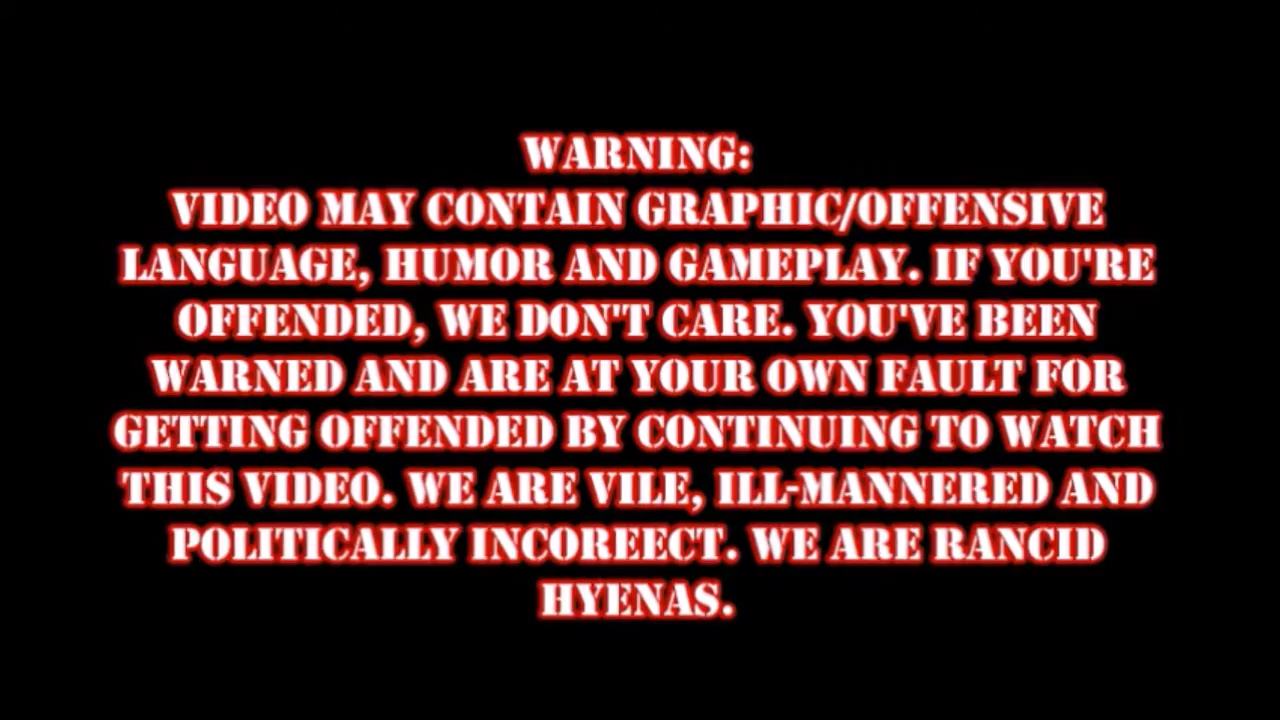 WARNING:
VIDEO MAY CONTAIN GRAPHIC/OFFENSIVE
LANGUAGE, HUMOR AND GAMEPLAY. IF YOU'RE
OFFENDED, WE DON'T CARE. YOU'VE BEEN
WARNED AND ARE AT YOUR OWN FAULT FOR
GETTING OFFENDED BY CONTINUING TO WATCH
THIS VIDEO. WE ARE VILE, ILL-MANNERED AND
POLITICALLY INCOREECT. WE ARE RANCID
HYENAS.